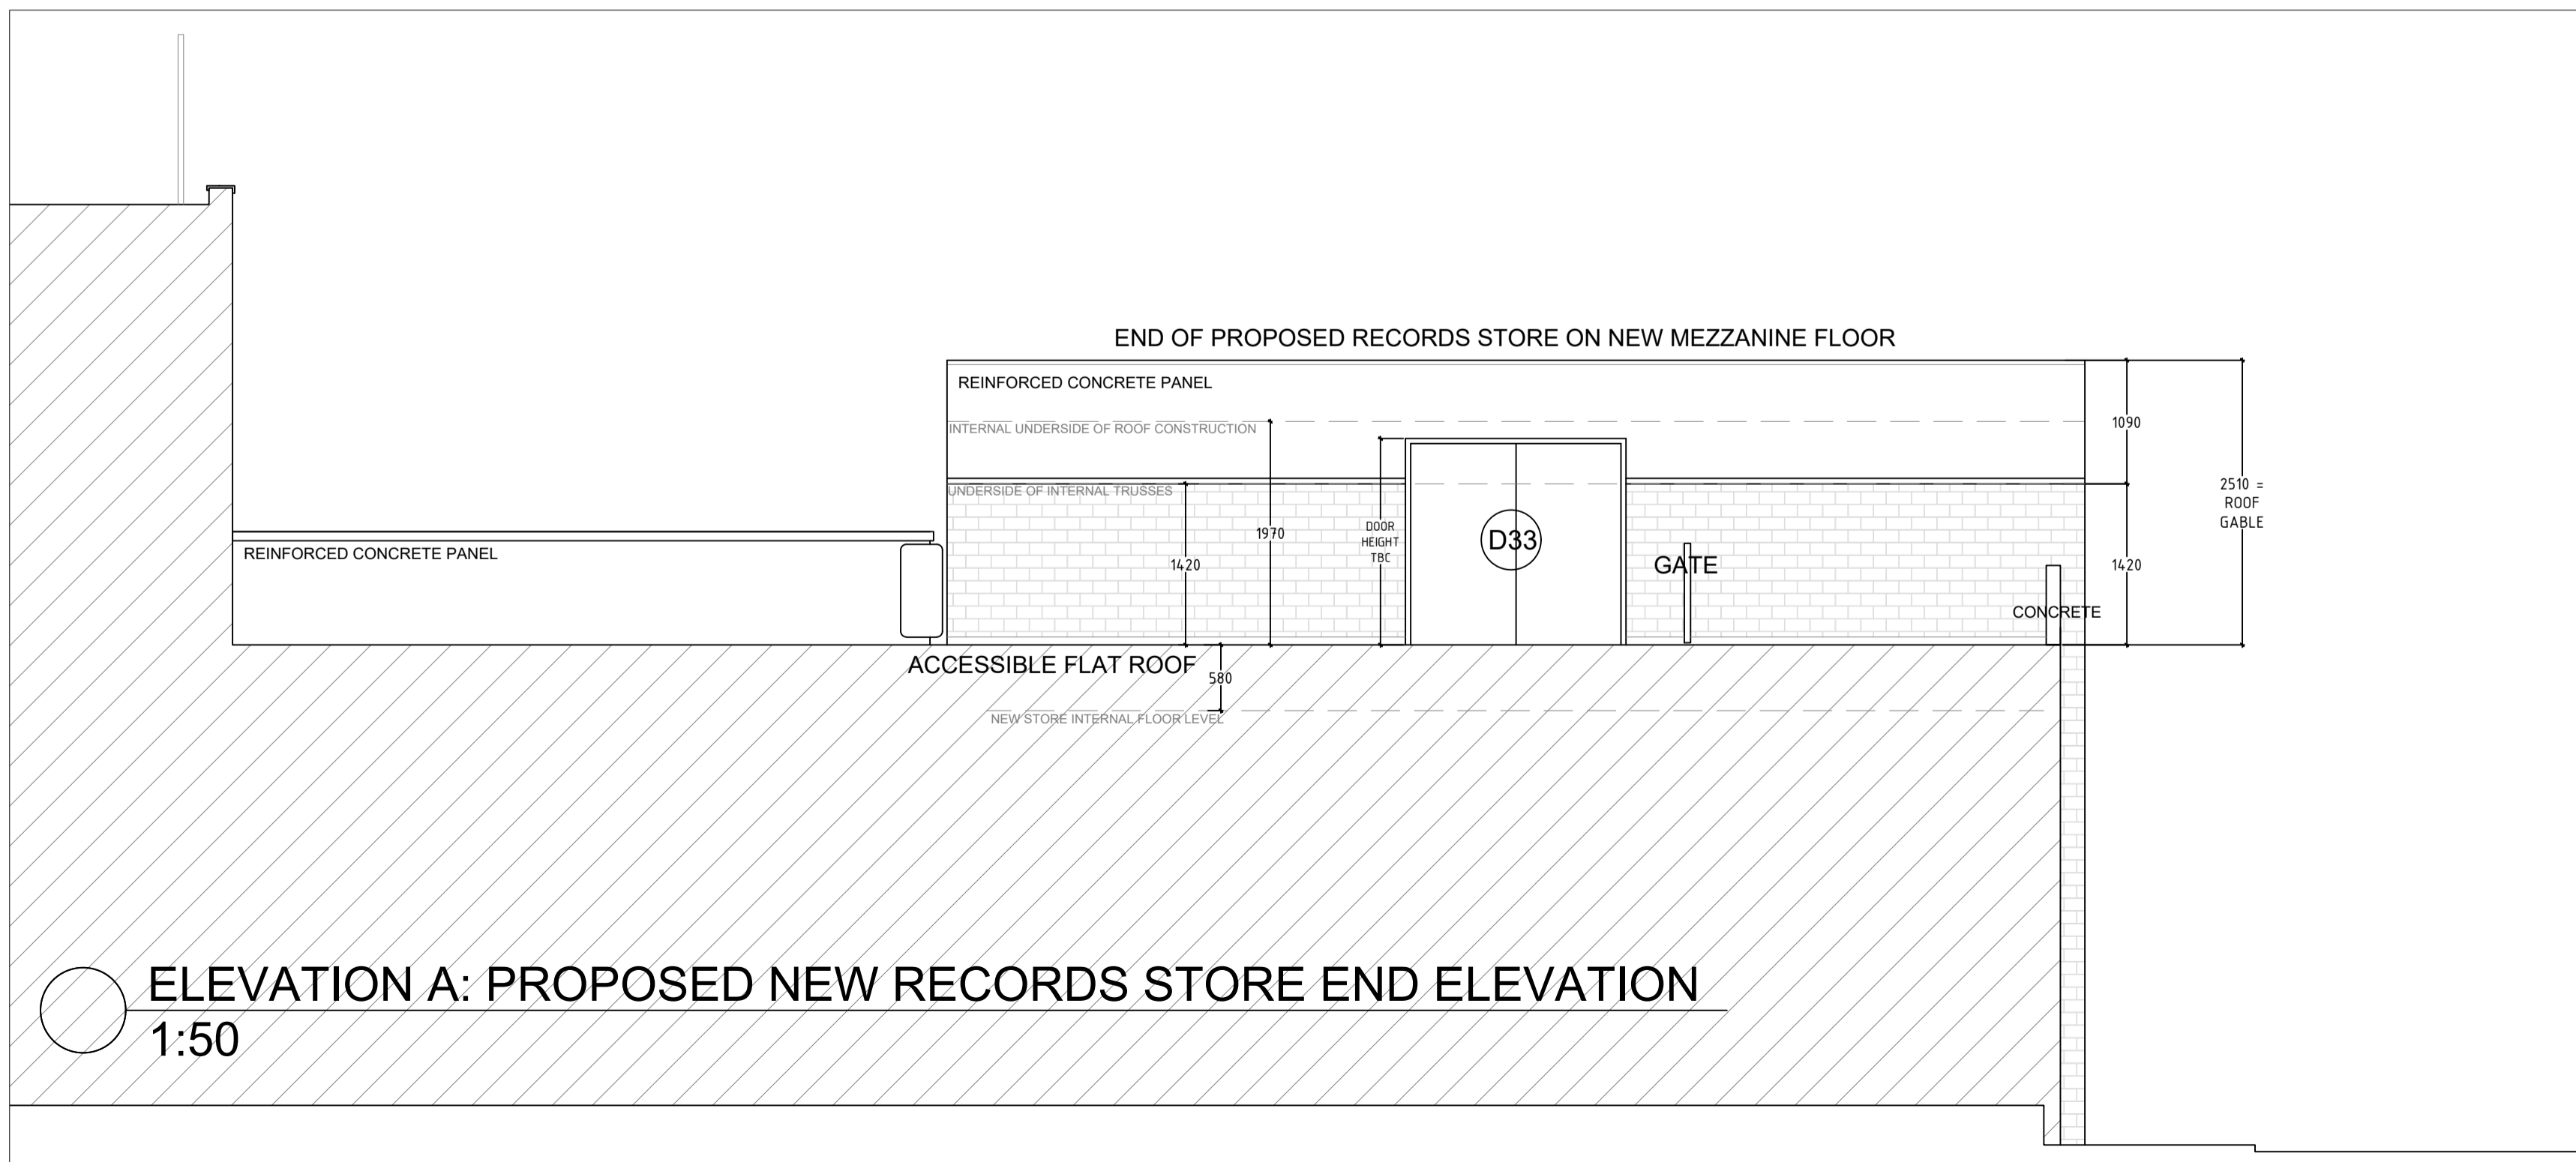 END OF PROPOSED RECORDS STORE ON NEW MEZZANINE FLOOR
REINFORCED CONCRETE PANEL
INTERNAL UNDERSIDE OF ROOF CONSTRUCTION
1090
UNDERSIDE OF INTERNAL TRUSSES
2510 =
ROOF
GABLE
DOOR
HEIGHT
TBC
1970
D33
REINFORCED CONCRETE PANEL
1420
GATE
1420
CONCRETE
ACCESSIBLE FLAT ROOF
580
NEW STORE INTERNAL FLOOR LEVEL
ELEVATION A: PROPOSED NEW RECORDS STORE END ELEVATION
1:50